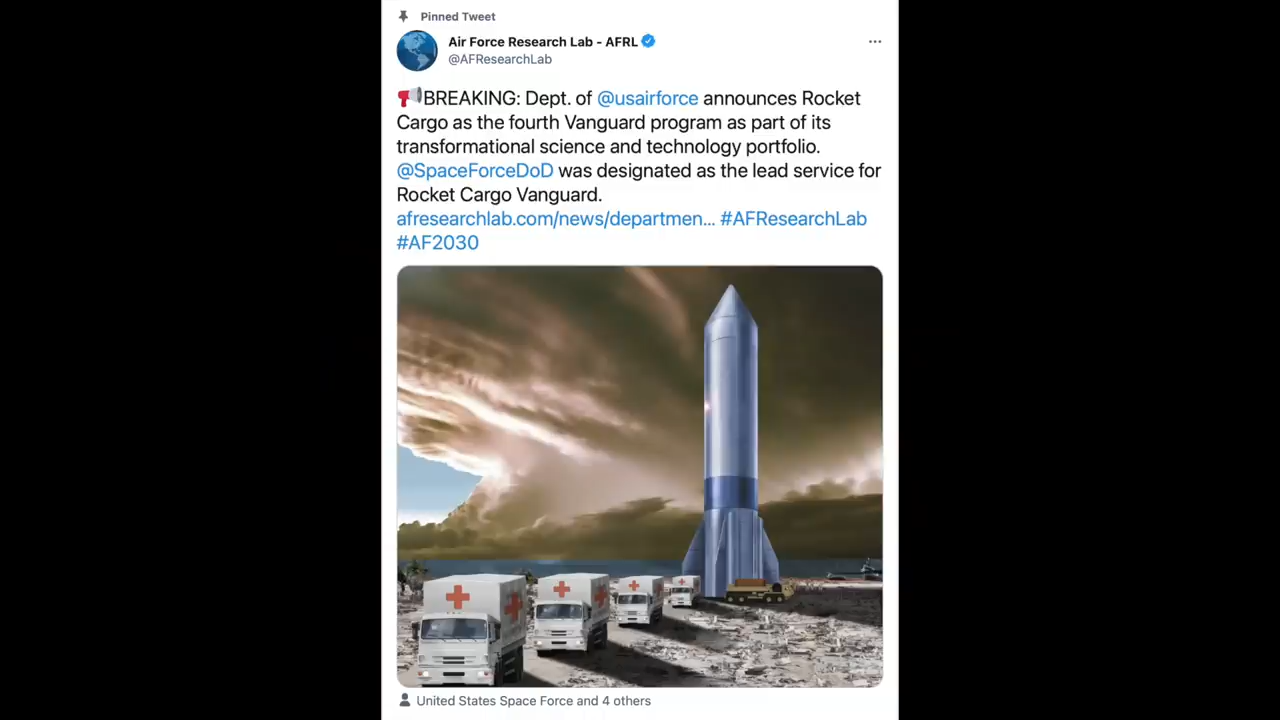 Pinned Tweet
Air Force Research Lab - AFRL
@AFResearchLab
BREAKING: Dept. of @usairforce announces Rocket
Cargo as the fourth Vanguard program as part of its
transformational science and technology portfolio.
@SpaceForceDoD was designated as the lead service for
Rocket Cargo Vanguard.
afresearchlab.com/news/departmen... #AFResearchLab
#AF2030
United States Space Force and 4 others